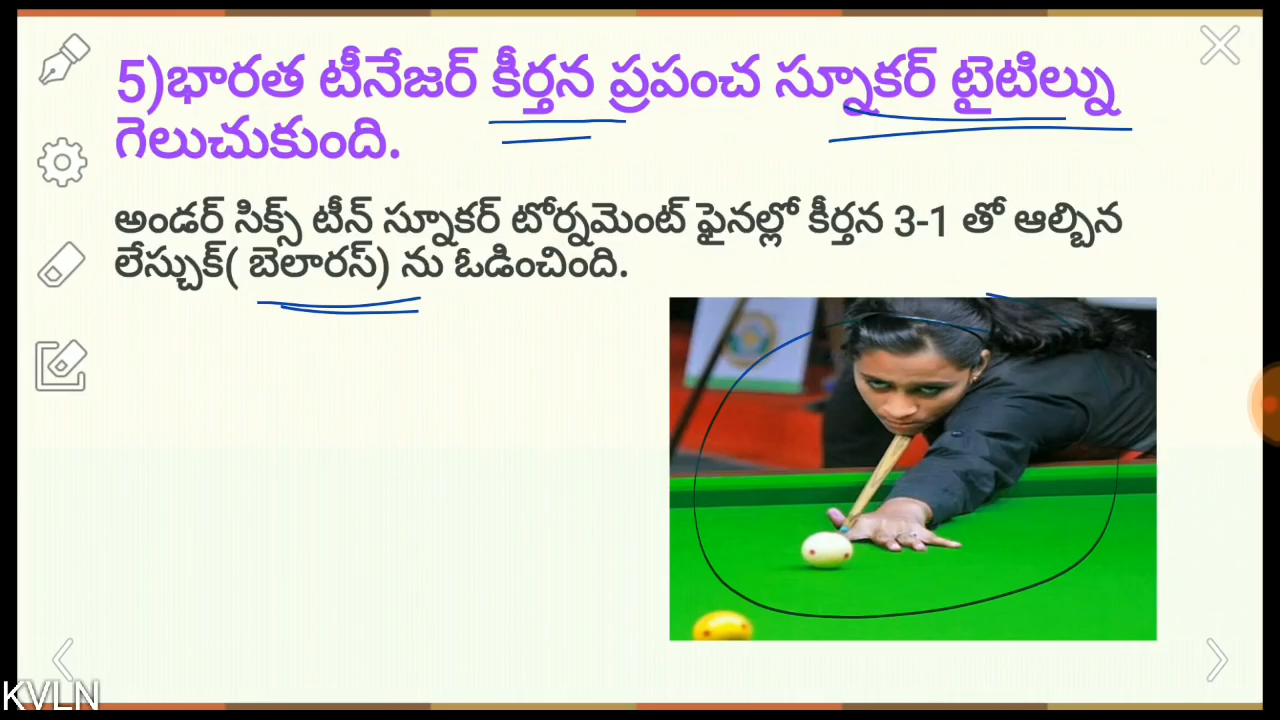 5)భారత టీనేజర్ కీర్తన ప్రపంచ స్నూకర్ టైటిల్ను
గెలుచుకుంది.
అండర్ సిక్స్ టీన్ స్నూకర్ టోర్నమెంట్ ఫైనల్లో కీర్తన 3-1 తో ఆల్బిన
లేస్చుక్( బెలారస్) ను ఓడించింది.
KVLN